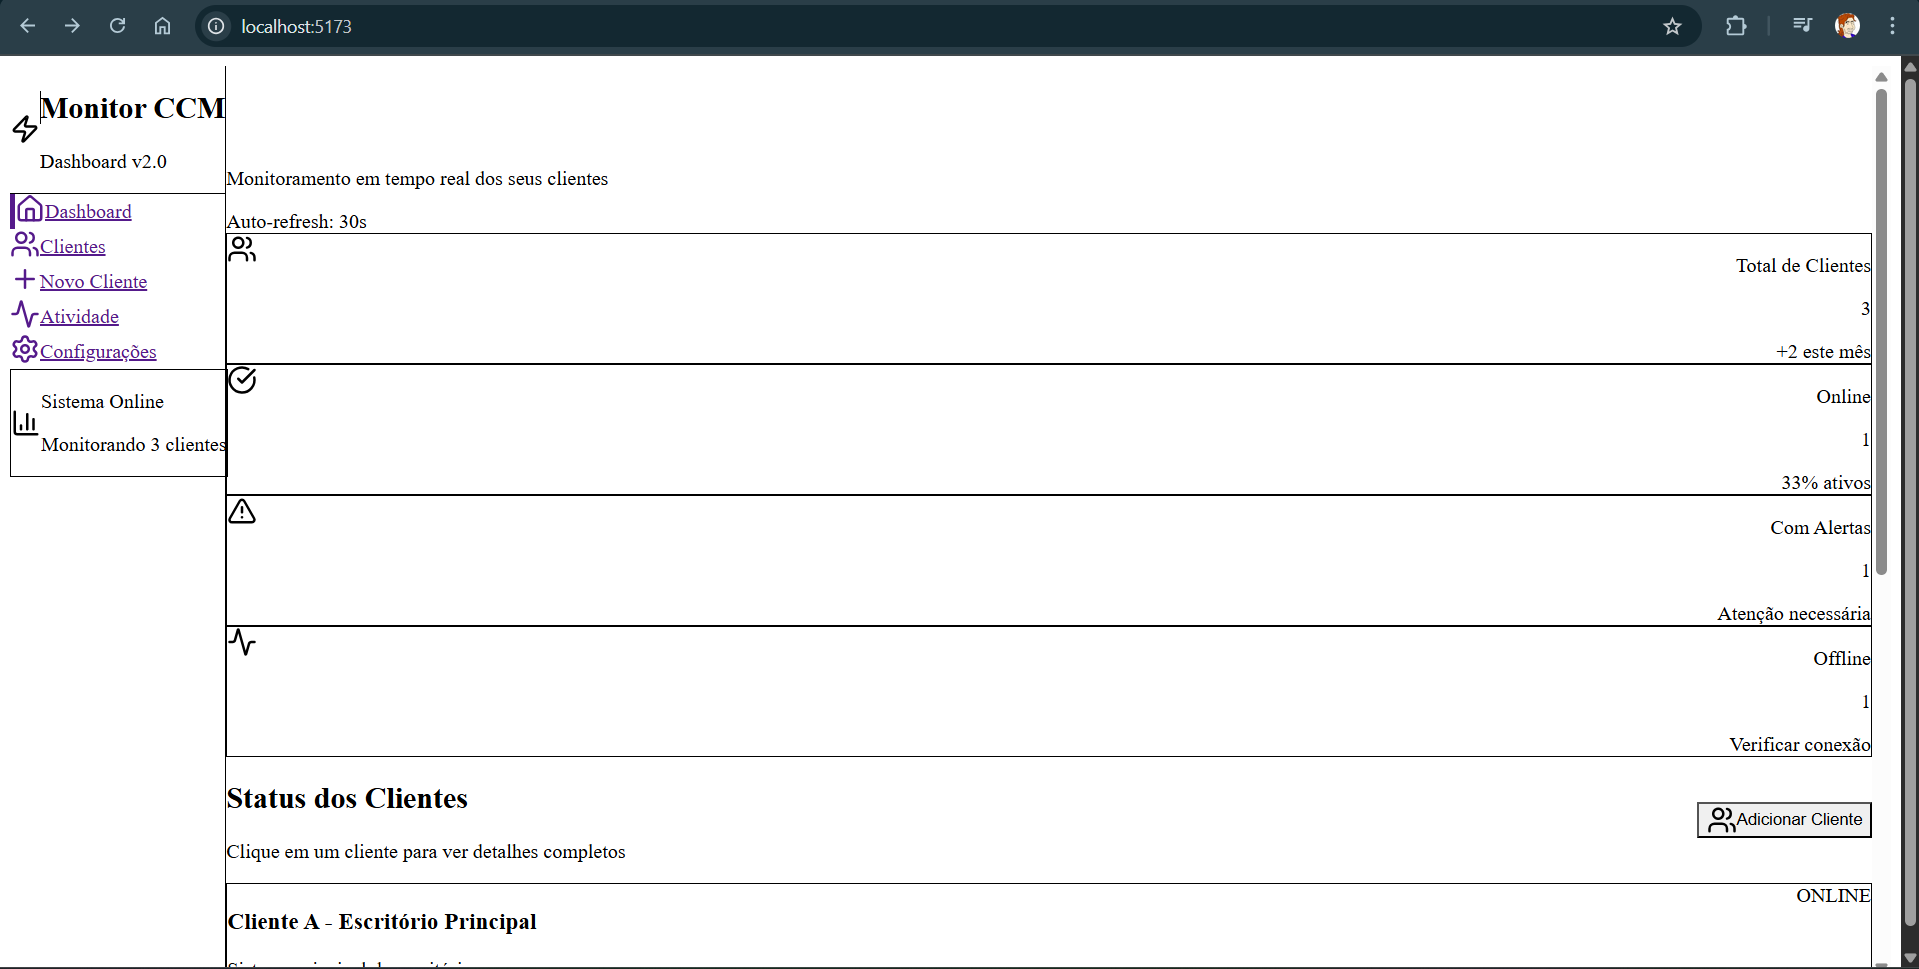 localhost:5173
Monitor CCM
Dashboard v2.0
Dashboard
Clientes
Novo Cliente
Atividade
Configurações
Sistema Online
Monitorando 3 clientes
Monitoramento em tempo real dos seus clientes
Auto-refresh: 30s
Total de Clientes
3
+2 este mês
Online
1
33% ativos
Com Alertas
1
Atenção necessária
Offline
1
Verificar conexão
Status dos Clientes
Adicionar Cliente
Clique em um cliente para ver detalhes completos
ONLINE
Cliente A - Escritório Principal